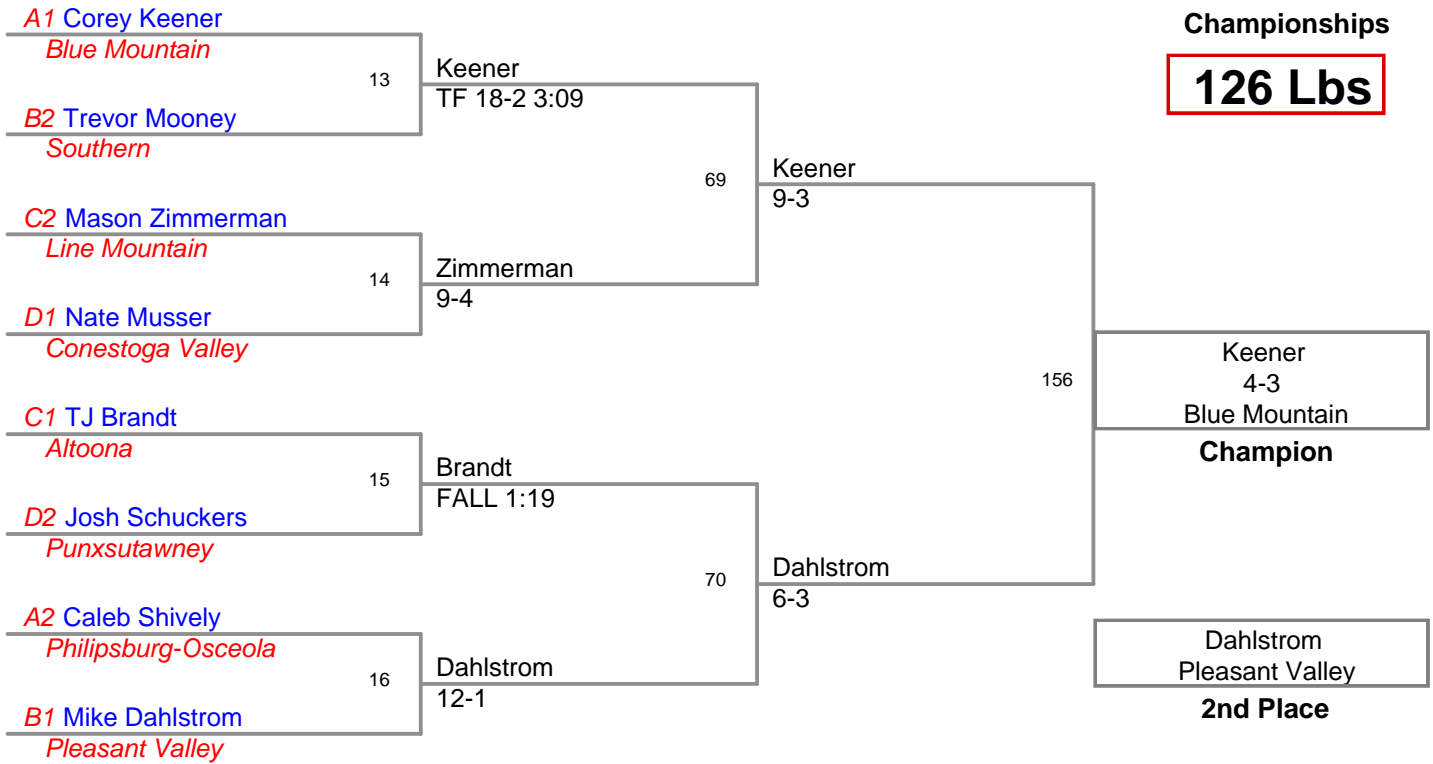 Championships
126 Lbs
A1 Corey Keener
Blue Mountain
13
B2 Trevor Mooney
Southern
Keener
TF 18-2 3:09
C2 Mason Zimmerman
Line Mountain
14
D1 Nate Musser
Conestoga Valley
Zimmerman
9-4
69
Keener
9-3
C1 TJ Brandt
Altoona
15
D2 Josh Schuckers
Punxsutawney
Brandt
FALL 1:19
A2 Caleb Shively
Philipsburg-Osceola
16
B1 Mike Dahlstrom
Pleasant Valley
Dahlstrom
12-1
70
Dahlstrom
6-3
156
Keener
4-3
Blue Mountain
Champion
Dahlstrom
Pleasant Valley
2nd Place